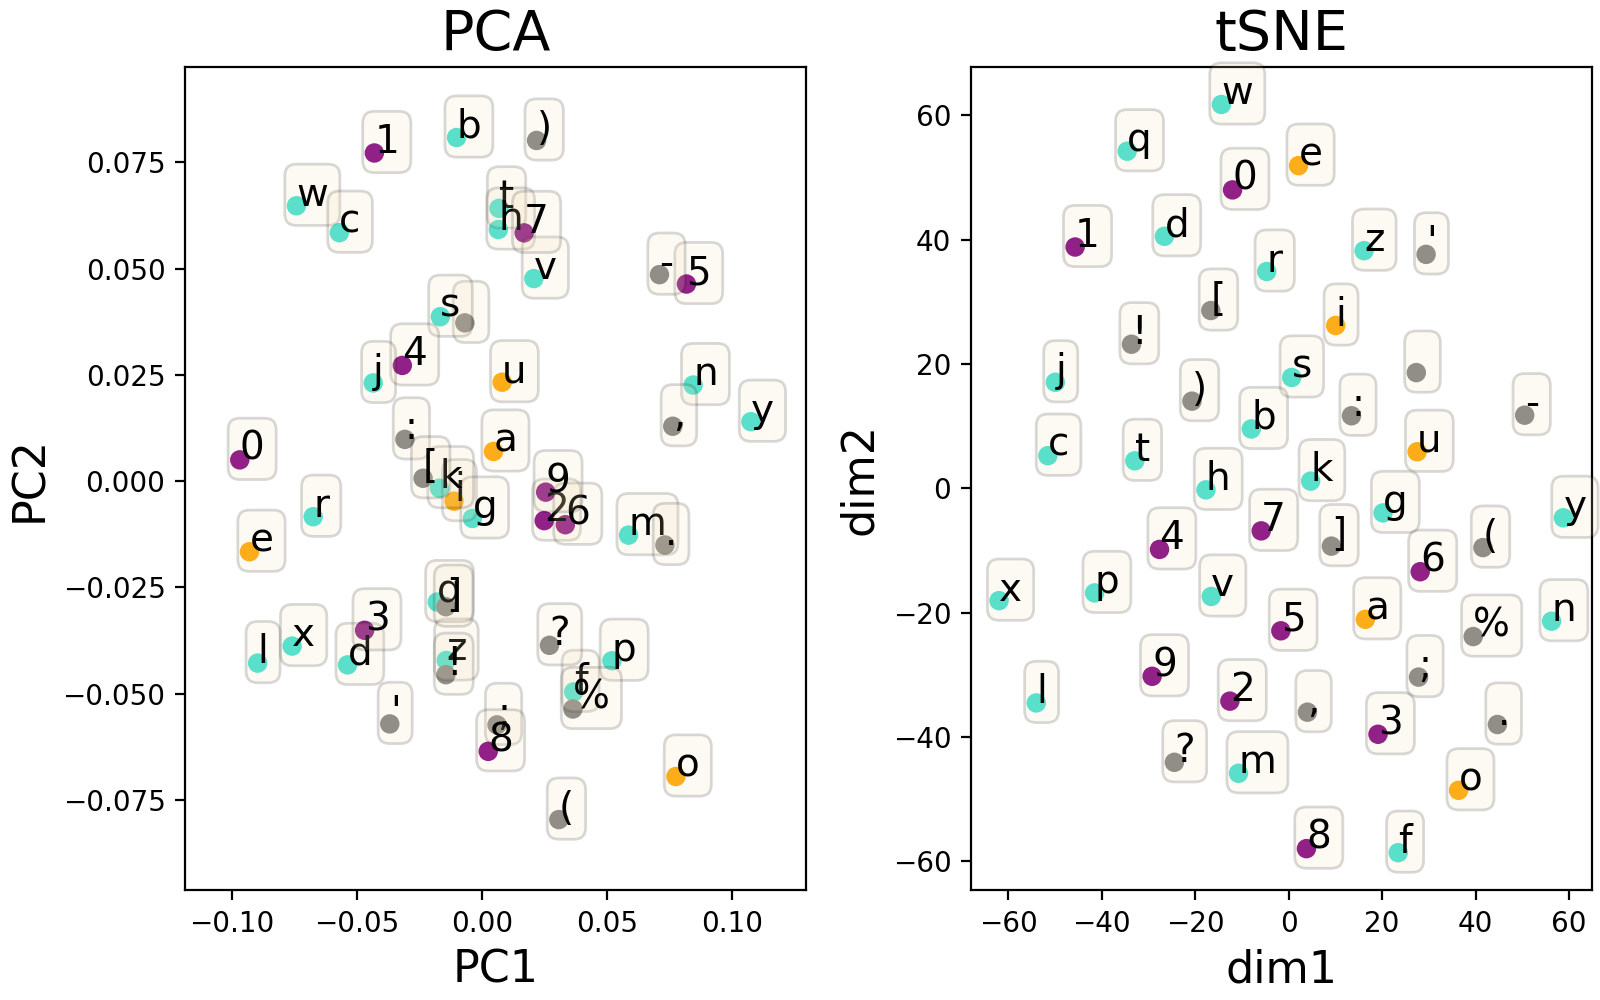 PCA
PC2
0.075
0.050
0.025
0.000
−0.025
−0.050
−0.075
1
b
)
w
c
t
h
7
v
-
5
s
4
j
u
n
y
,
:
a
0
[
k
i
g
9
2
6
m
.
r
e
q
]
3
l
x
d
z
!
?
p
f
%
'
;
8
o
(
−0.10
−0.05
0.00
0.05
0.10
PC1
tSNE
dim2
60
40
20
0
−20
−40
−60
w
q
e
0
1
d
r
z
'
[
i
!
j
s
)
:
-
b
c
t
u
k
h
g
y
7
4
]
(
6
x
p
v
a
n
5
%
9
;
l
2
,
3
.
?
m
o
8
f
−60
−40
−20
0
20
40
60
dim1